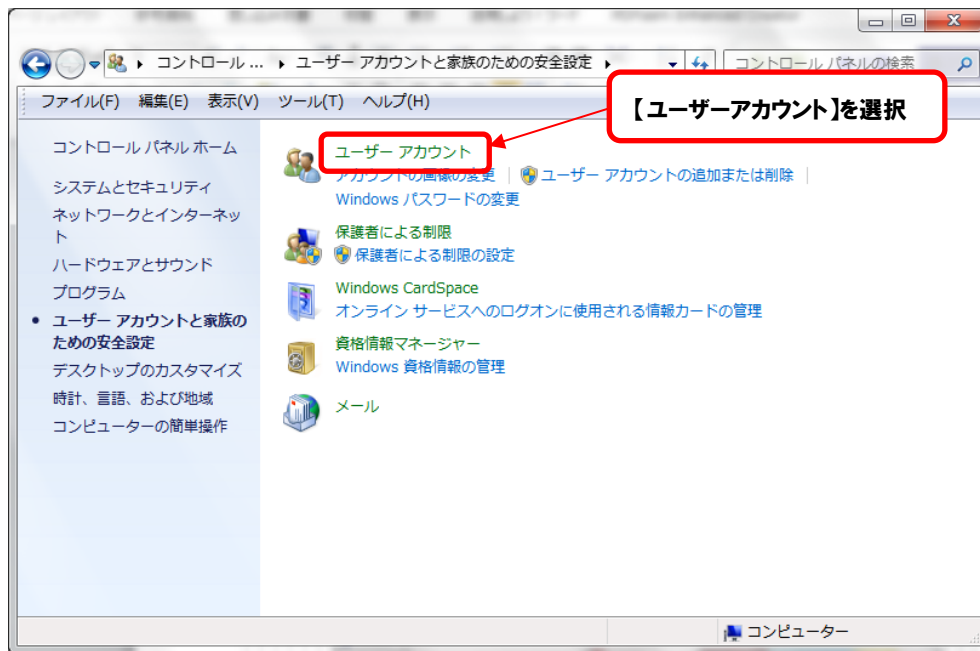 コントロール ... ユーザー アカウントと家族のための安全設定
コントロール パネルの検索
ファイル(F) 編集(E) 表示(V) ツール(T) ヘルプ(H)
【ユーザーアカウント】を選択
コントロール パネル ホーム
システムとセキュリティ
ネットワークとインターネッ
ト
ハードウェアとサウンド
プログラム
• ユーザー アカウントと家族の
ための安全設定
デスクトップのカスタマイズ
時計、言語、および地域
コンピューターの簡単操作
ユーザー アカウント
アカウントの画像の変更 | ユーザー アカウントの追加または削除 |
Windows パスワードの変更
保護者による制限
保護者による制限の設定
Windows CardSpace
オンライン サービスへのログオンに使用される情報カードの管理
資格情報マネージャー
Windows 資格情報の管理
メール
コンピューター